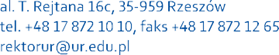 al. T. Rejtana 16c, 35-959 Rzeszów
tel. +48 17 872 10 10, faks +48 17 872 12 65
rektorur@ur.edu.pl